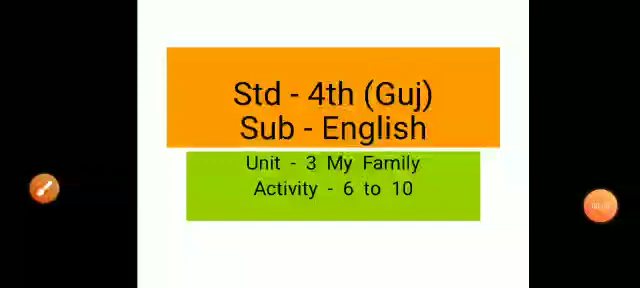 Std - 4th (Guj)
Sub - English
Unit - 3 My Family
Activity - 6 to 10